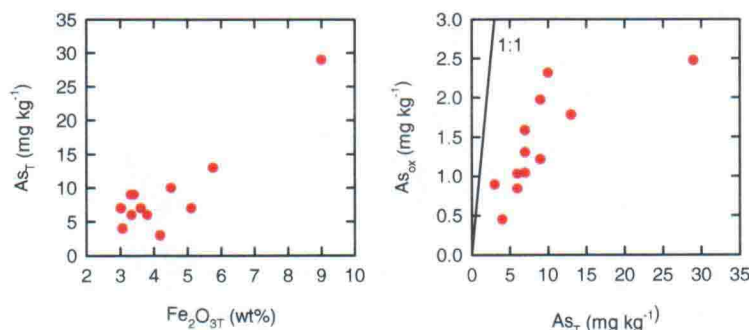 35
30
25
20
15
10
5
0
As_T (mg kg⁻¹)
2 3 4 5 6 7 8 9 10
Fe₂O₃T (wt%)
3.0
2.5
2.0
1.5
1.0
0.5
0.0
As_ox (mg kg⁻¹)
1:1
0 5 10 15 20 25 30 35
As_T (mg kg⁻¹)